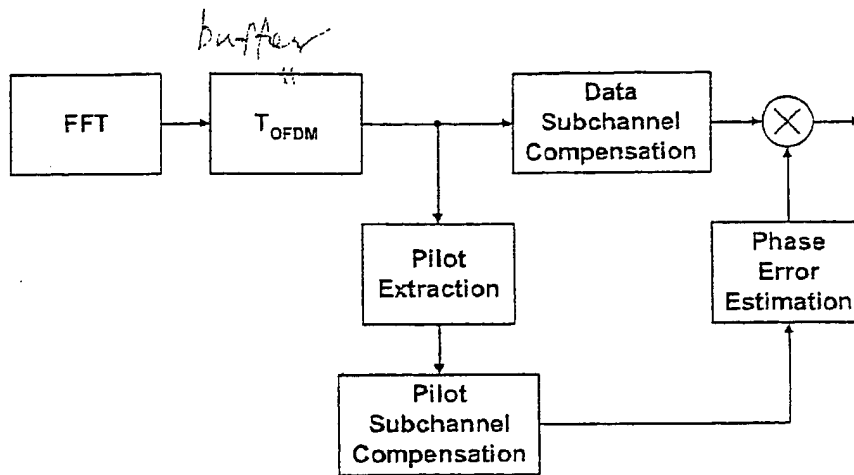 buffer
FFT
T_OFDM
Data
Subchannel
Compensation
Pilot
Extraction
Phase
Error
Estimation
Pilot
Subchannel
Compensation